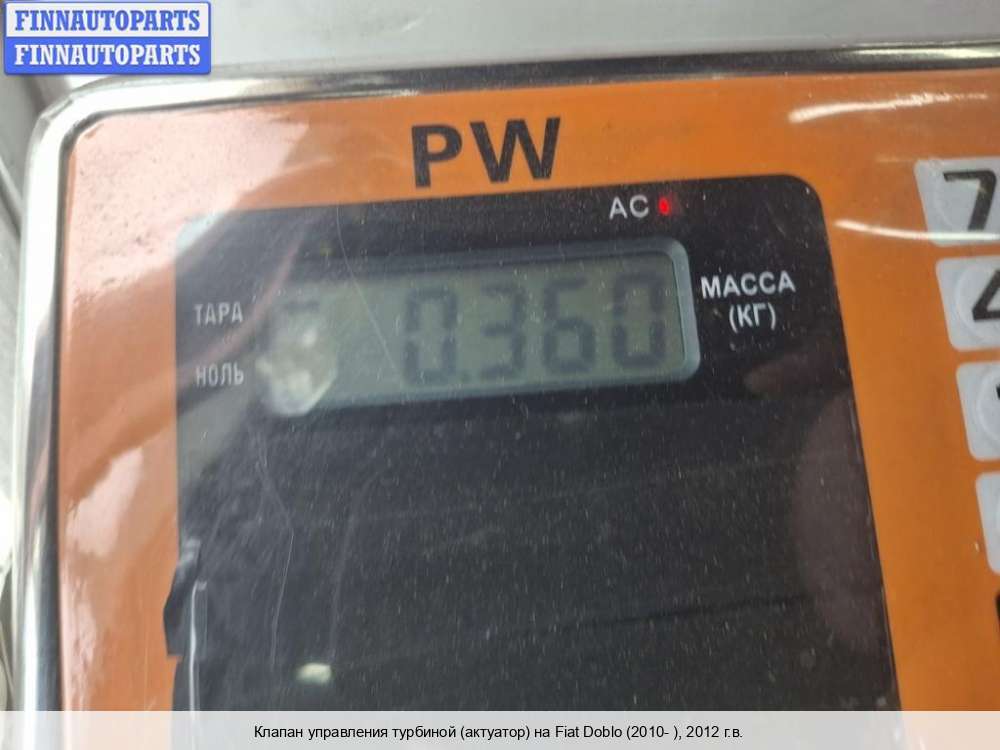 FINNAUTOPARTS
FINNAUTOPARTS
PW
AC
7
4
ТАРА
0.360
МАССА
(КГ)
НОЛЬ
Клапан управления турбиной (актуатор) на Fiat Doblo (2010- ), 2012 г.в.